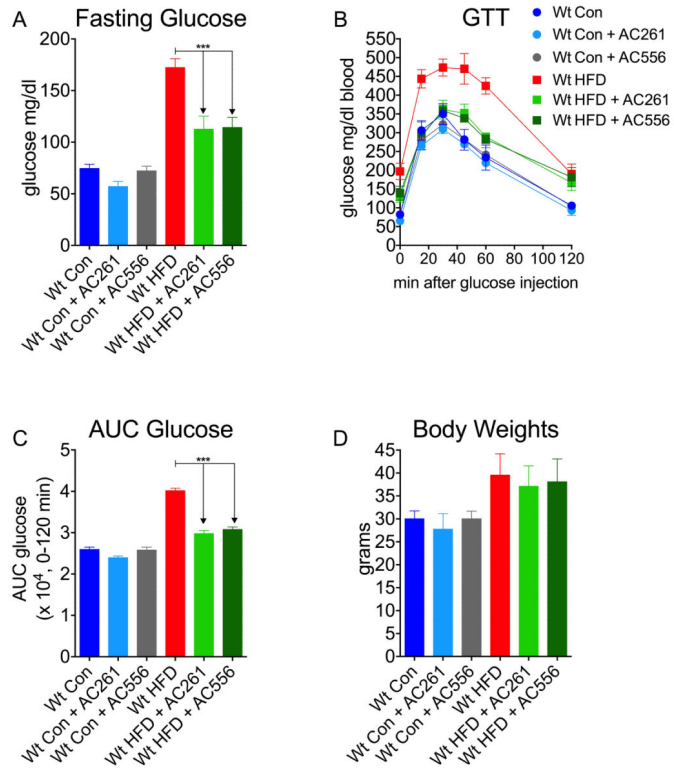 A
Fasting Glucose
glucose mg/dl
200
150
100
50
0
***
Wt Con
Wt Con + AC261
Wt Con + AC556
Wt HFD
Wt HFD + AC261
Wt HFD + AC556
B
GTT
glucose mg/dl blood
550
500
450
400
350
300
250
200
150
100
50
0
0 20 40 60 80 100 120
min after glucose injection
Wt Con
Wt Con + AC261
Wt Con + AC556
Wt HFD
Wt HFD + AC261
Wt HFD + AC556
C
AUC Glucose
AUC glucose
(x 10⁴, 0-120 min)
5
4
3
2
1
0
***
Wt Con
Wt Con + AC261
Wt Con + AC556
Wt HFD
Wt HFD + AC261
Wt HFD + AC556
D
Body Weights
grams
45
40
35
30
25
20
15
10
5
0
Wt Con
Wt Con + AC261
Wt Con + AC556
Wt HFD
Wt HFD + AC261
Wt HFD + AC556